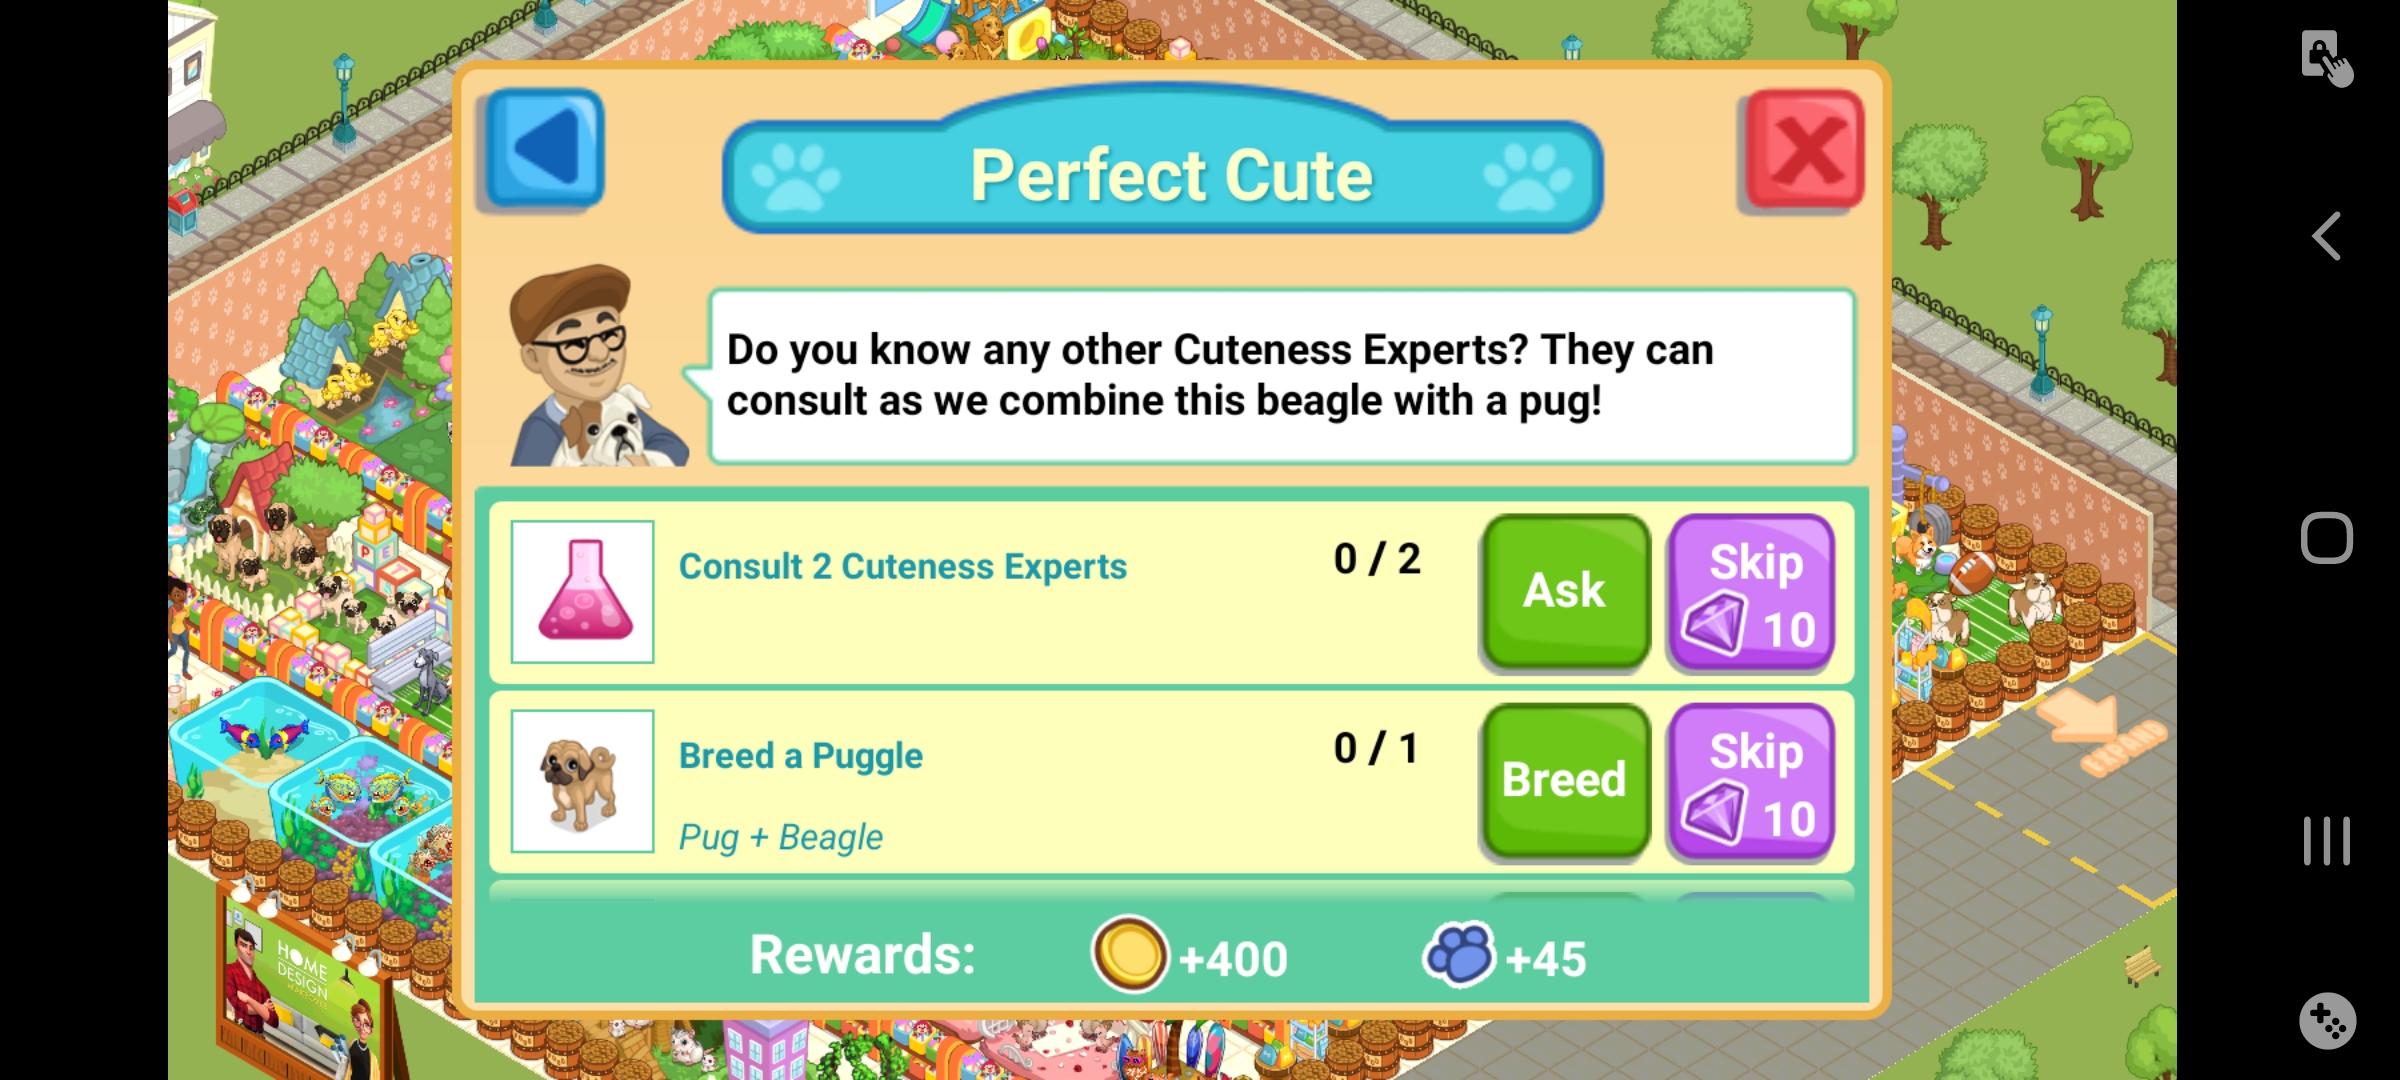 Perfect Cute
Do you know any other Cuteness Experts? They can
consult as we combine this beagle with a pug!
Consult 2 Cuteness Experts
0 / 2
Ask
Skip
10
Breed a Puggle
Pug + Beagle
0 / 1
Breed
Skip
10
Rewards:
+400
+45
EXPAND
HOME
DESIGN